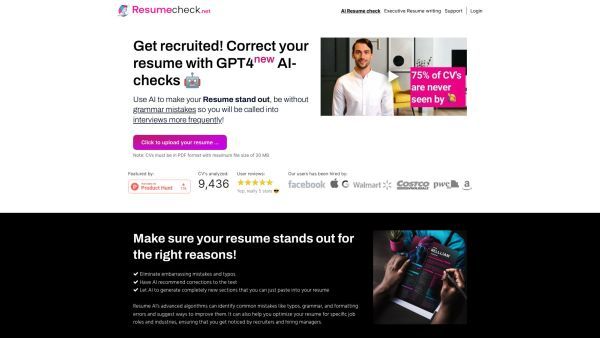 Resumecheck.net
AI Resume check Executive Resume writing Support Login
Get recruited! Correct your
resume with GPT4new AI-
checks 🤖
Use AI to make your Resume stand out, be without
grammar mistakes so you will be called into
interviews more frequently!
75% of CV's
are never
seen by
Click to upload your resume ...
Note: CVs must be in PDF format with maximum file size of 30 MB
Featured by:
Product Hunt
CV's analyzed:
9,436
User reviews:
Yep, really 5 stars 😎
Our users has been hired by:
facebook
G
Walmart
COSTCO
WHOLESALE
pwc
a
Make sure your resume stands out for
the right reasons!
Eliminate embarrassing mistakes and typos
Have AI recommend corrections to the text
Let AI to generate completely new sections that you can just paste into your resume
Resume AI's advanced algorithms can identify common mistakes like typos, grammar, and formatting
errors and suggest ways to improve them. It can also help you optimize your resume for specific job
roles and industries, ensuring that you get noticed by recruiters and hiring managers.